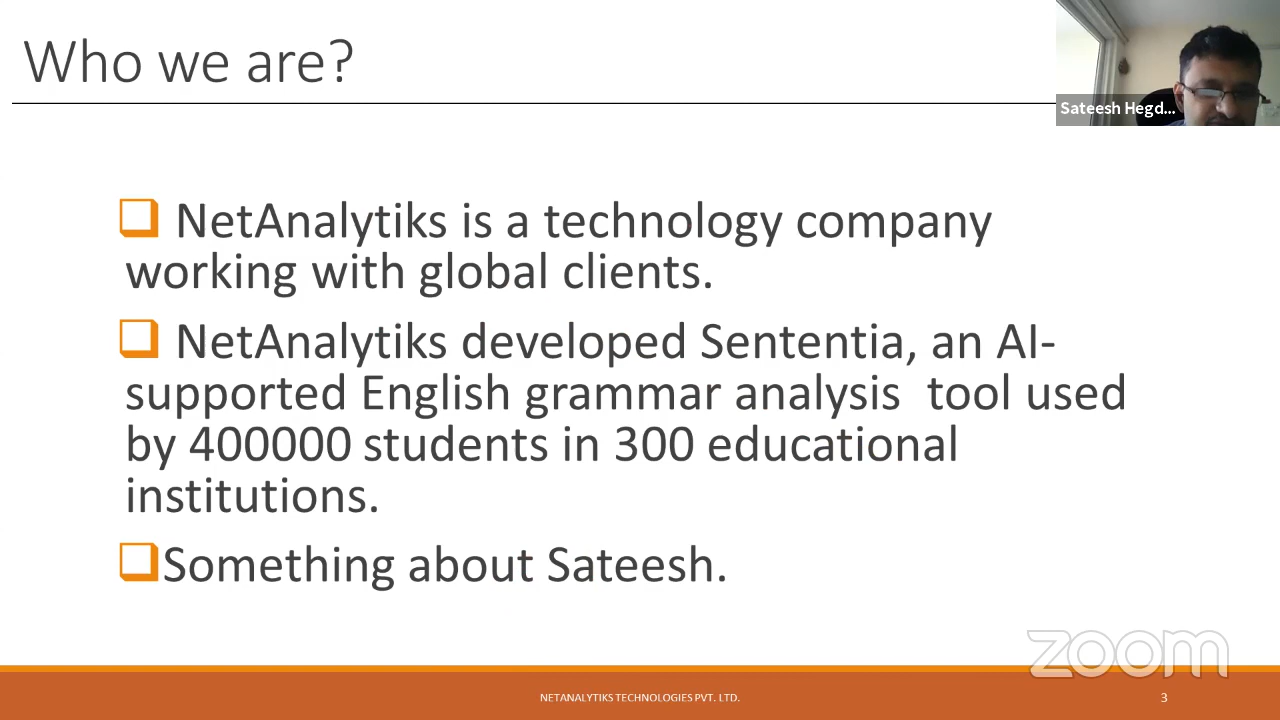 Who we are?
Sateesh Hegd...
NetAnalytiks is a technology company
working with global clients.
NetAnalytiks developed Sententia, an AI-
supported English grammar analysis tool used
by 400000 students in 300 educational
institutions.
Something about Sateesh.
zoom
NETANALYTIKS TECHNOLOGIES PVT. LTD.
3